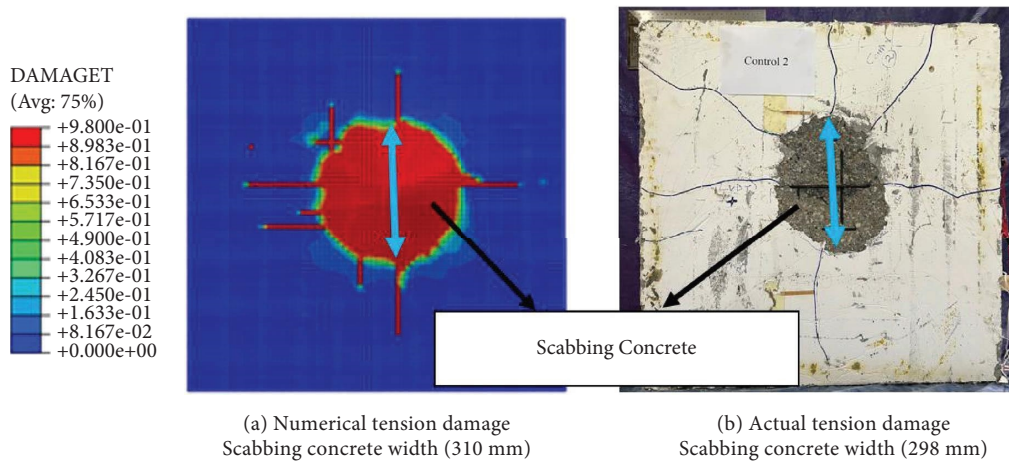 DAMAGET
(Avg: 75%)
+9.800e-01
+8.983e-01
+8.167e-01
+7.350e-01
+6.533e-01
+5.717e-01
+4.900e-01
+4.083e-01
+3.267e-01
+2.450e-01
+1.633e-01
+8.167e-02
+0.000e+00
Control 2
Scabbing Concrete
(a) Numerical tension damage
Scabbing concrete width (310 mm)
(b) Actual tension damage
Scabbing concrete width (298 mm)